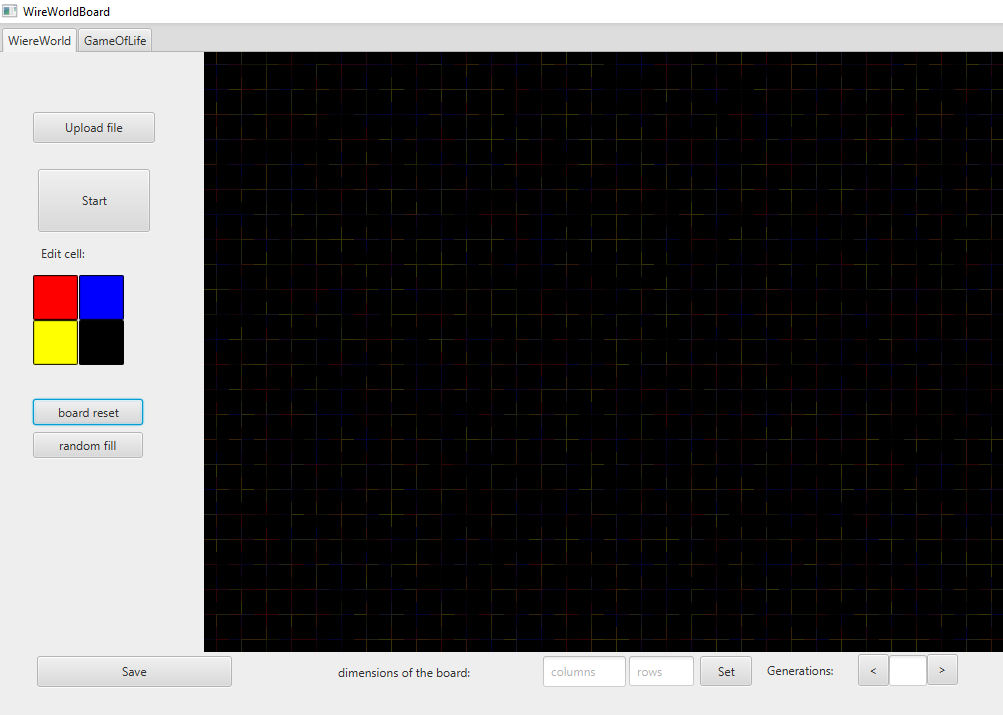 WireWorldBoard
WiereWorld GameOfLife
Upload file
Start
Edit cell:
board reset
random fill
Save dimensions of the board: columns rows Set Generations: < >